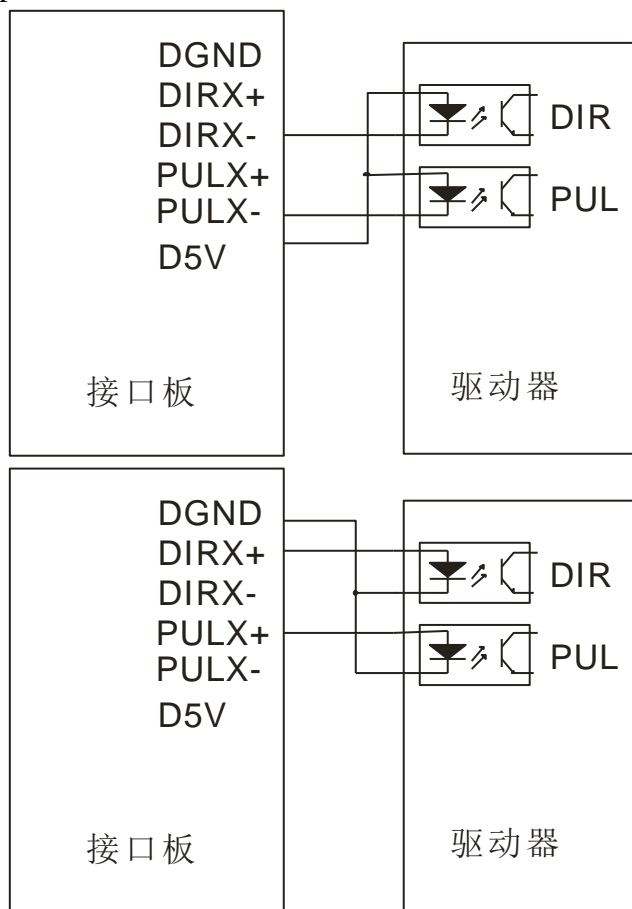 DGND
DIRX+
DIRX-
PULX+
PULX-
D5V
DIR
PUL
接口板
驱动器
DGND
DIRX+
DIRX-
PULX+
PULX-
D5V
DIR
PUL
接口板
驱动器